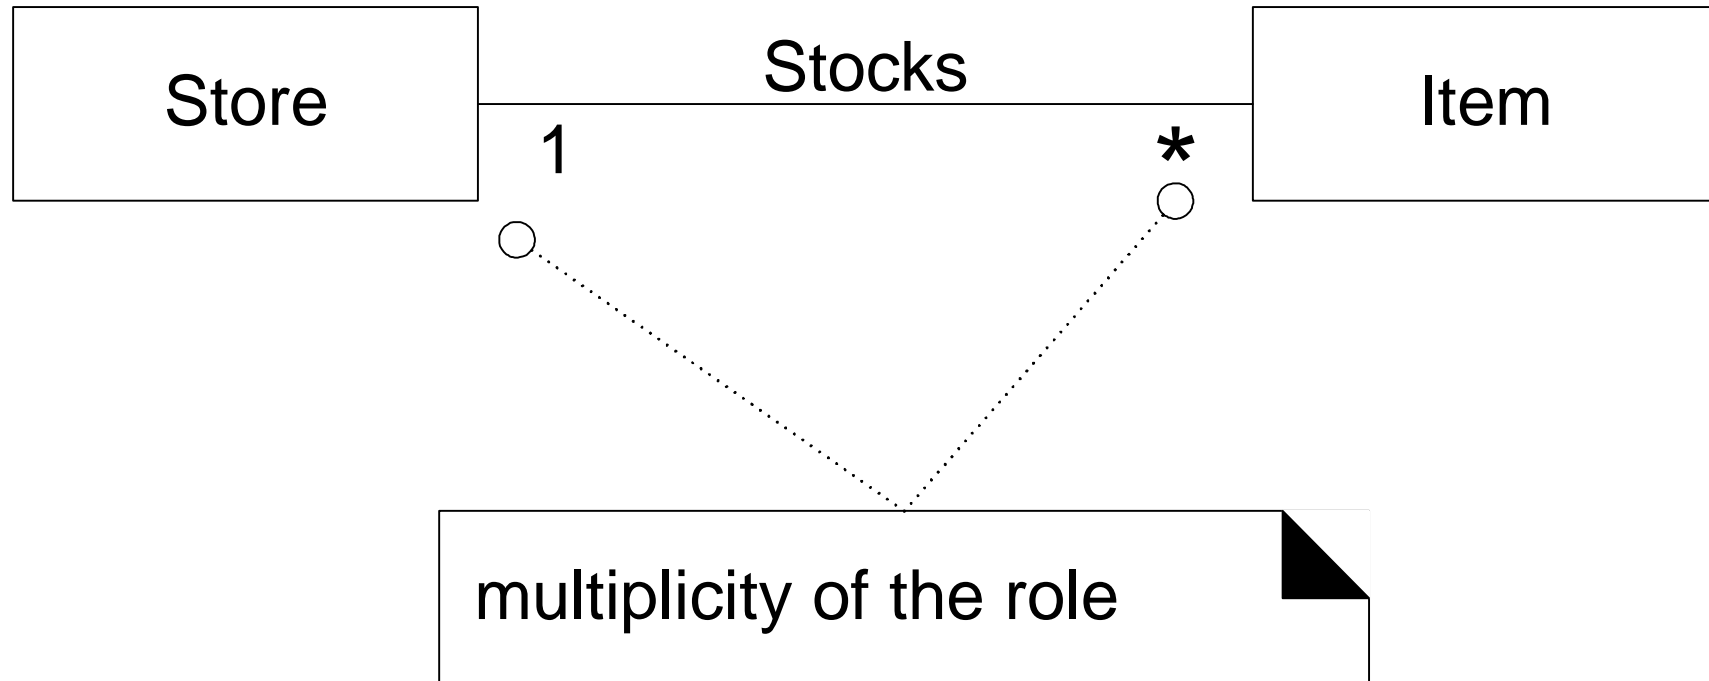 Store
Stocks
Item
1
*
multiplicity of the role